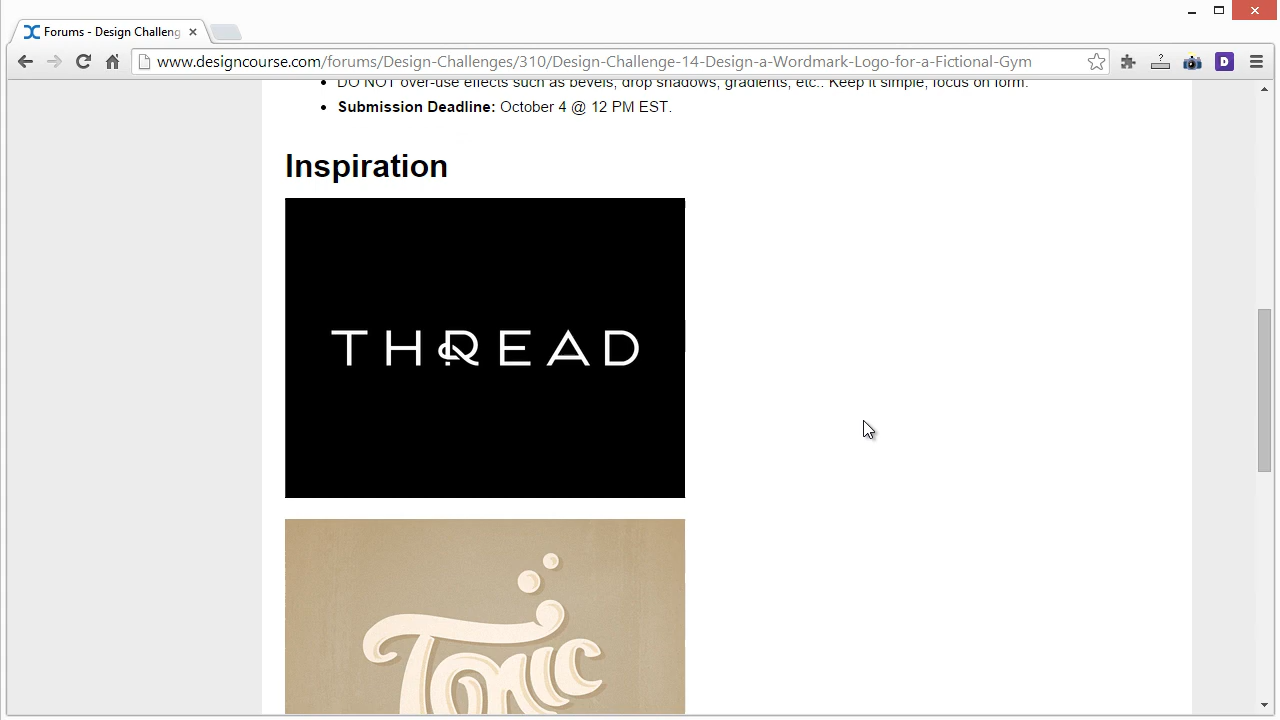 Forums - Design Challeng
www.designcourse.com/forums/Design-Challenges/310/Design-Challenge-14-Design-a-Wordmark-Logo-for-a-Fictional-Gym
DO NOT over-use effects such as bevels, drop shadows, gradients, etc.. Keep it simple, focus on form.
Submission Deadline: October 4 @ 12 PM EST.
Inspiration
THREAD
Tonic